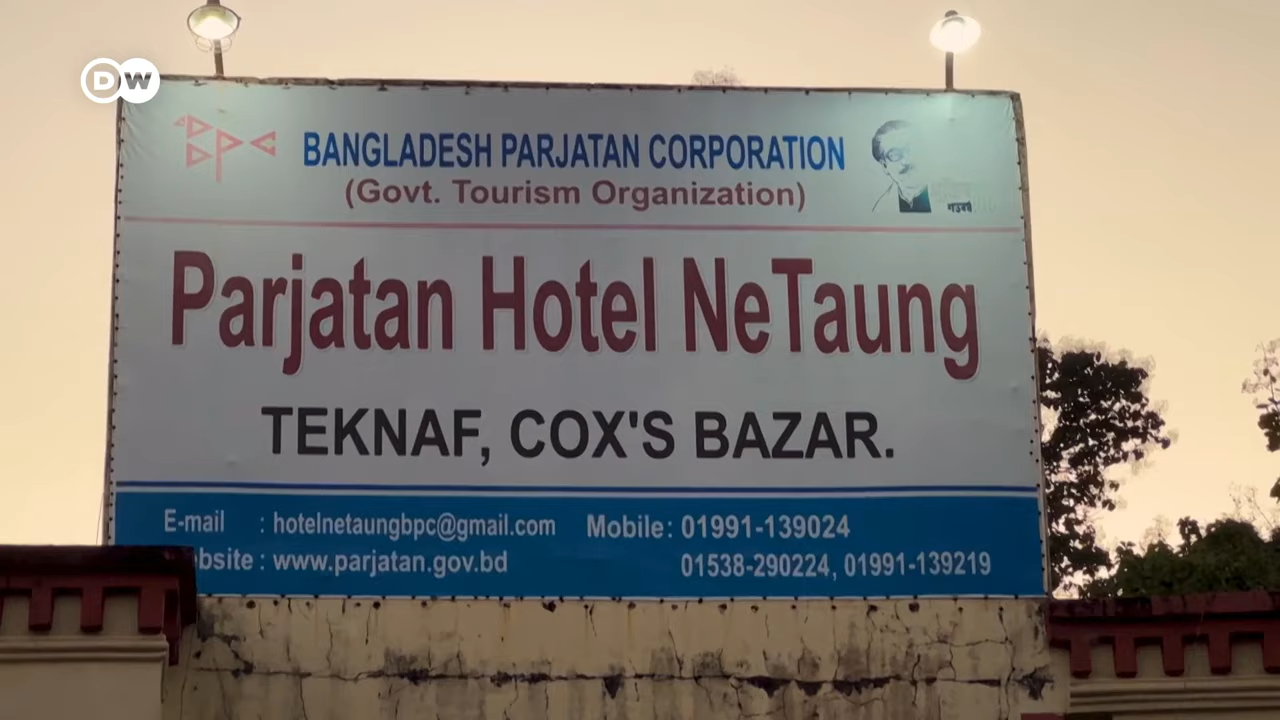 DW
BPC
BANGLADESH PARJATAN CORPORATION
(Govt. Tourism Organization)
Parjatan Hotel NeTaung
TEKNAF, COX'S BAZAR.
E-mail : hotelnetaungbpc@gmail.com Mobile : 01991-139024
bsite : www.parjatan.gov.bd 01538-290224, 01991-139219